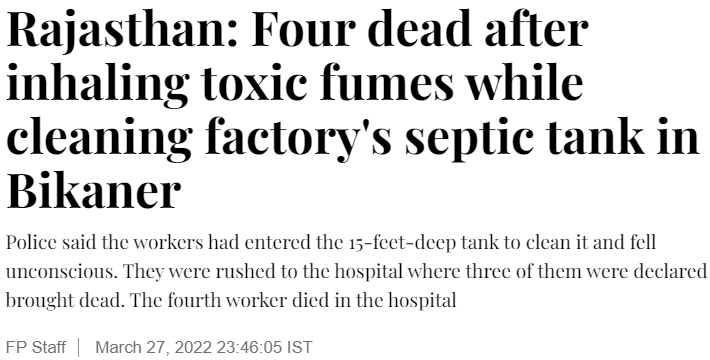 Rajasthan: Four dead after
inhaling toxic fumes while
cleaning factory's septic tank in
Bikaner
Police said the workers had entered the 15-feet-deep tank to clean it and fell
unconscious. They were rushed to the hospital where three of them were declared
brought dead. The fourth worker died in the hospital
FP Staff | March 27, 2022 23:46:05 IST